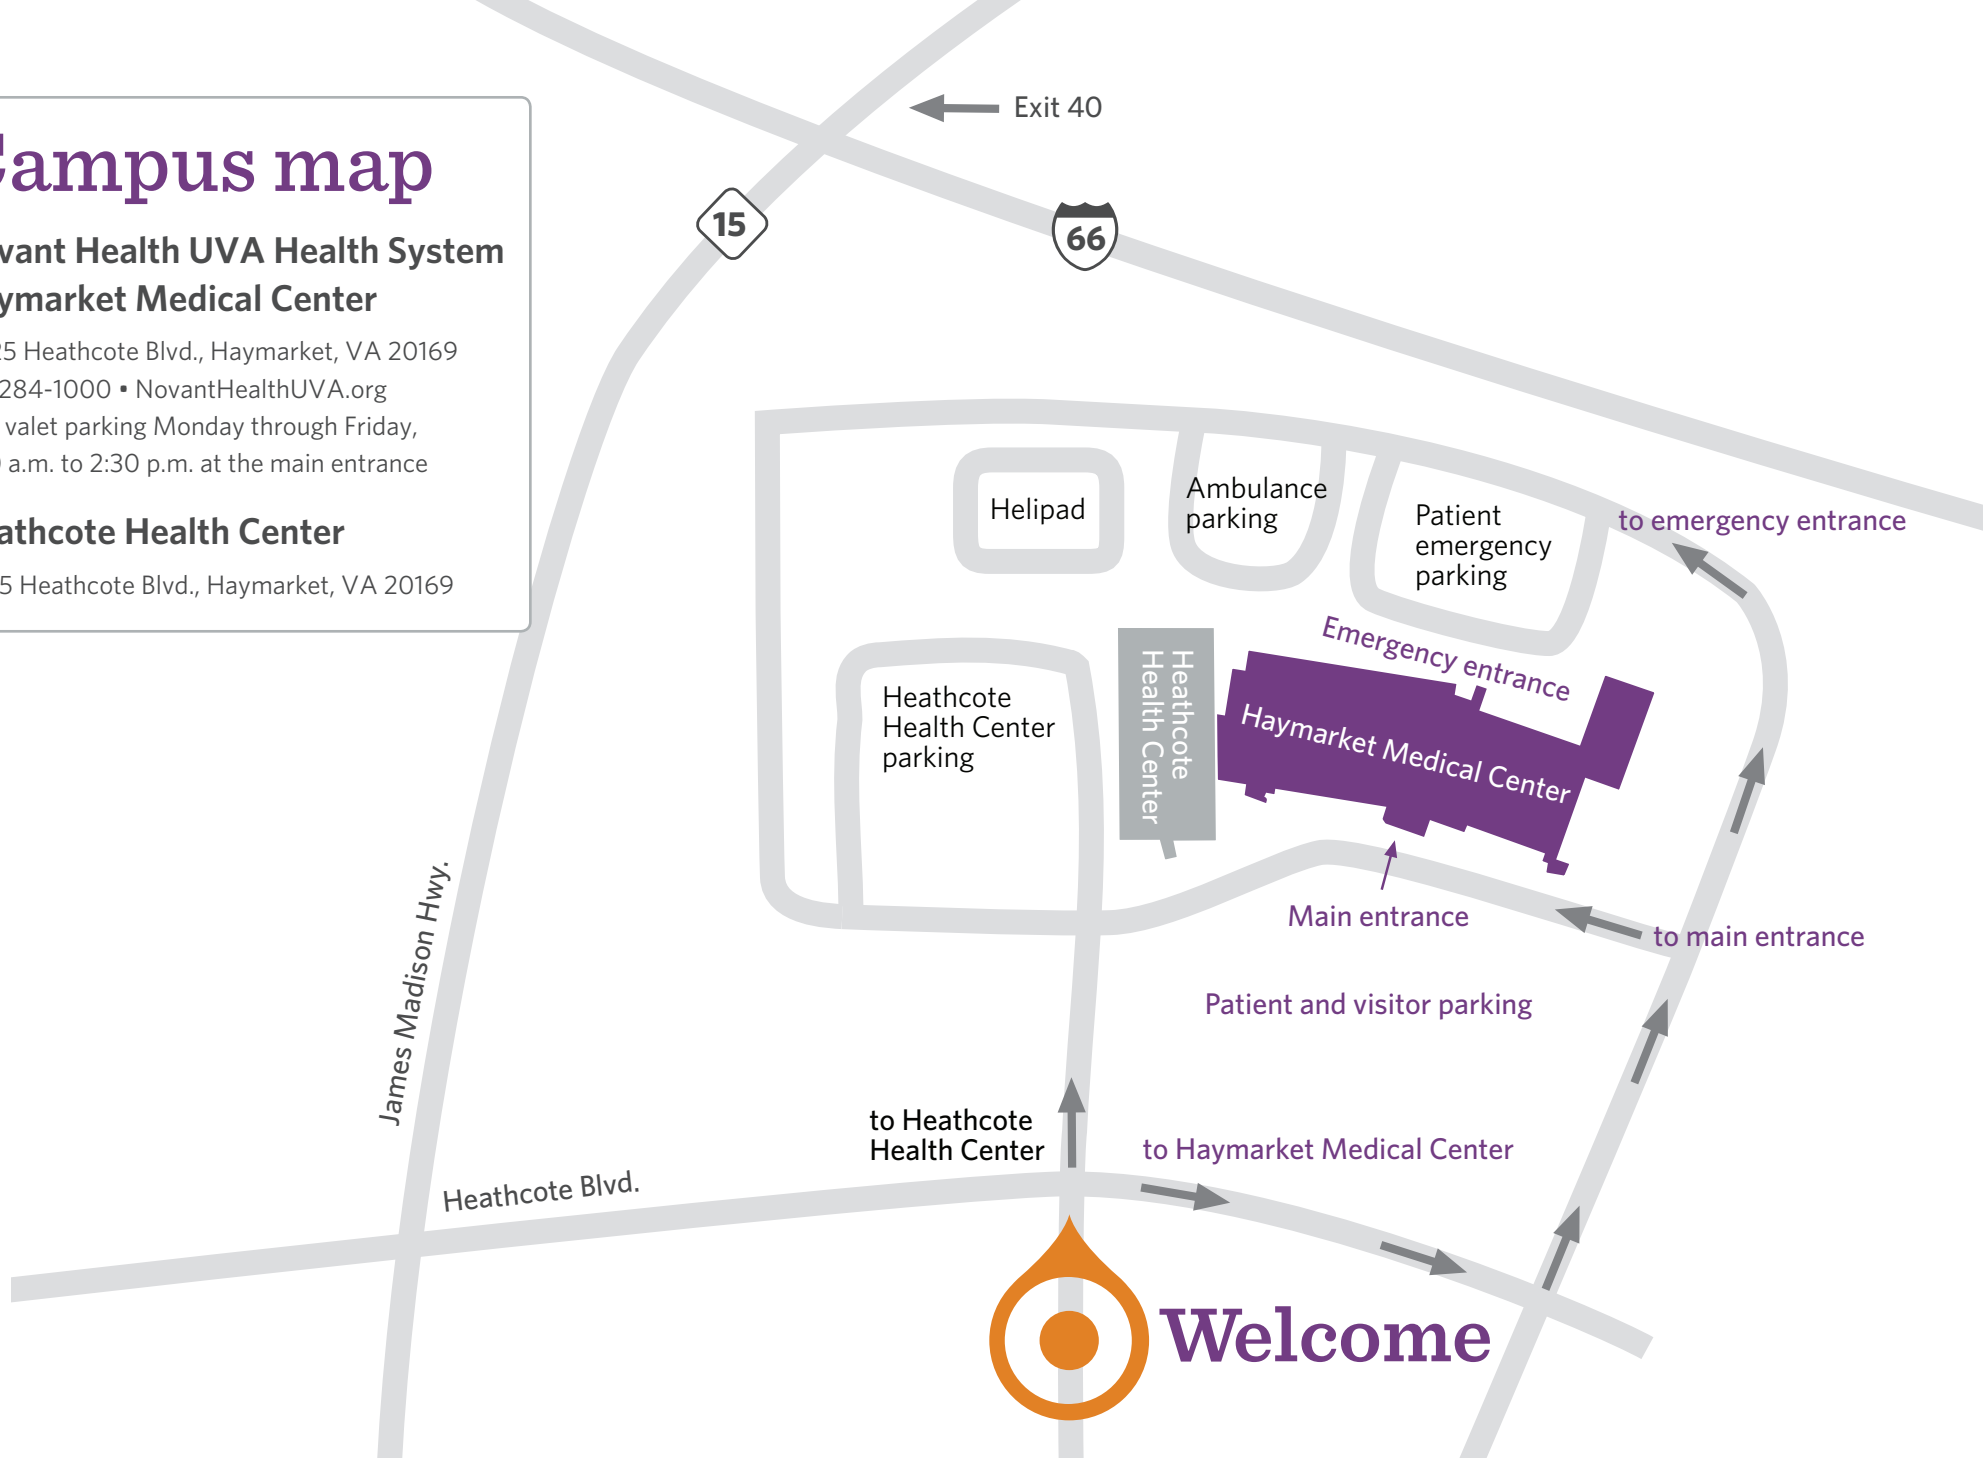 Campus map
vant Health UVA Health System
ymarket Medical Center
25 Heathcote Blvd., Haymarket, VA 20169
284-1000 • NovantHealthUVA.org
valet parking Monday through Friday,
a.m. to 2:30 p.m. at the main entrance
athcote Health Center
5 Heathcote Blvd., Haymarket, VA 20169
Exit 40
15
66
Helipad
Ambulance
parking
Patient
emergency
parking
to emergency entrance
Emergency entrance
Heathcote
Health Center
parking
Heathcote
Health Center
Haymarket Medical Center
Main entrance
to main entrance
Patient and visitor parking
James Madison Hwy.
to Heathcote
Health Center
to Haymarket Medical Center
Heathcote Blvd.
Welcome